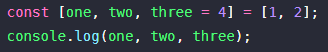 const [one, two, three = 4] = [1, 2];
console.log(one, two, three);